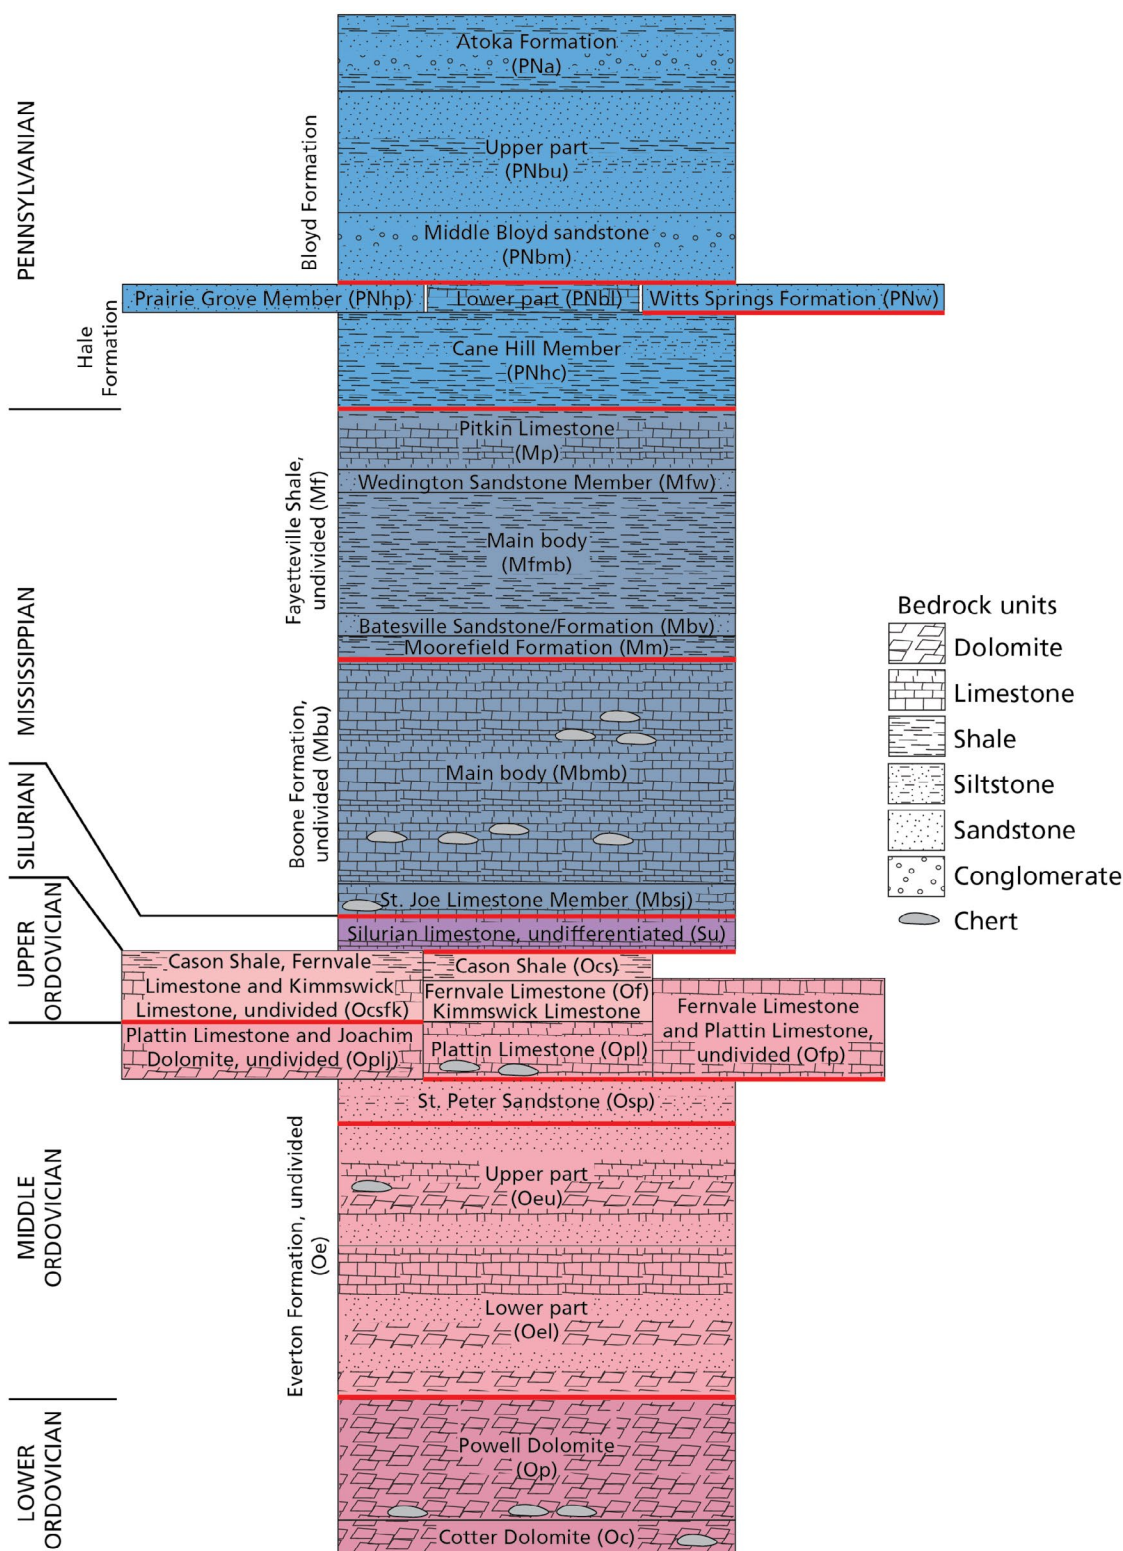 PENNSYLVANIAN
Hale
Formation
Bloyd Formation
Atoka Formation
(PNa)
Upper part
(PNbu)
Middle Bloyd sandstone
(PNbm)
Prairie Grove Member (PNhp)
Lower part (PNbl)
Witts Springs Formation (PNw)
Cane Hill Member
(PNhc)
MISSISSIPPIAN
Fayetteville Shale,
undivided (Mf)
Pitkin Limestone
(Mp)
Wedington Sandstone Member (Mfw)
Main body
(Mfmb)
Batesville Sandstone/Formation (Mbv)
Moorefield Formation (Mm)
Boone Formation,
undivided (Mbu)
Main body (Mbmb)
St. Joe Limestone Member (Mbsj)
SILURIAN
Silurian limestone, undifferentiated (Su)
UPPER
ORDOVICIAN
Cason Shale, Fernvale
Limestone and Kimmswick
Limestone, undivided (Ocsfk)
Cason Shale (Ocs)
Fernvale Limestone (Of)
Kimmswick Limestone
Fernvale Limestone
and Plattin Limestone,
undivided (Ofp)
Plattin Limestone and Joachim
Dolomite, undivided (Oplj)
Plattin Limestone (Opl)
MIDDLE
ORDOVICIAN
St. Peter Sandstone (Osp)
Everton Formation, undivided
(Oe)
Upper part
(Oeu)
Lower part
(Oel)
LOWER
ORDOVICIAN
Powell Dolomite
(Op)
Cotter Dolomite (Oc)
Bedrock units
Dolomite
Limestone
Shale
Siltstone
Sandstone
Conglomerate
Chert